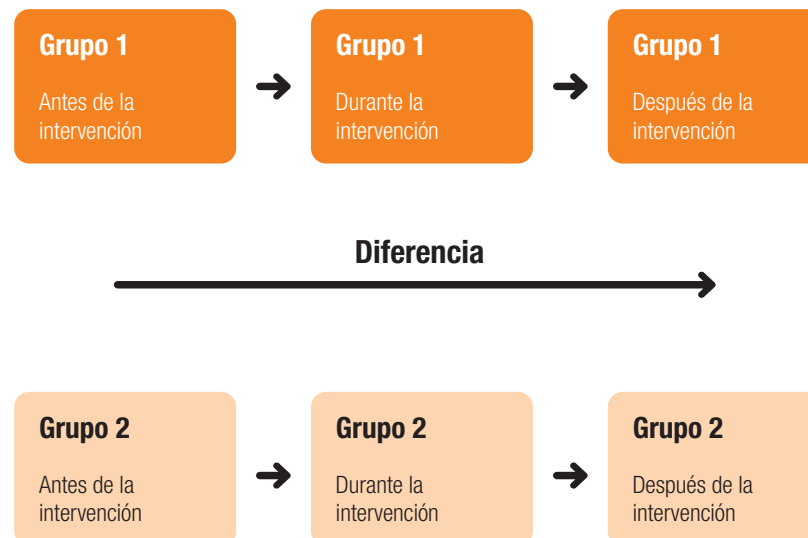 Grupo 1
Antes de la
intervención
Grupo 1
Durante la
intervención
Grupo 1
Después de la
intervención
Diferencia
Grupo 2
Antes de la
intervención
Grupo 2
Durante la
intervención
Grupo 2
Después de la
intervención